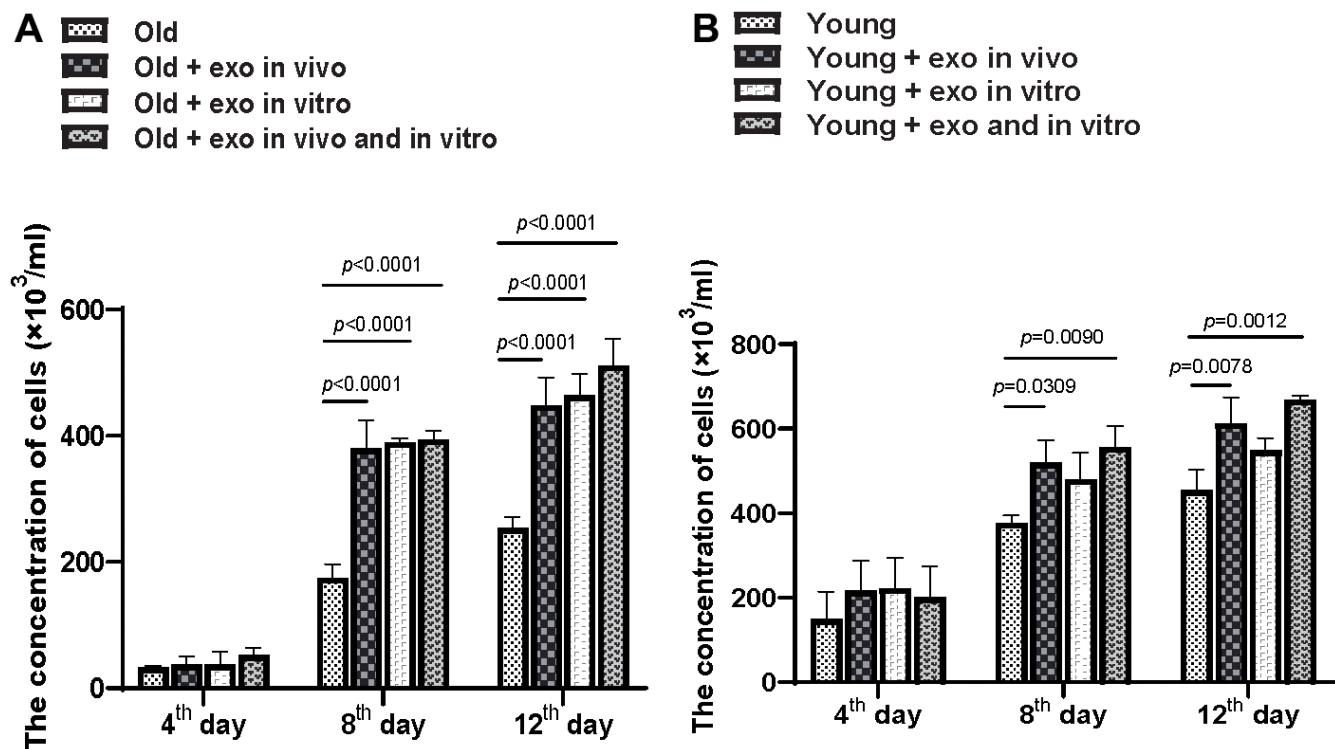 A
Old
Old + exo in vivo
Old + exo in vitro
Old + exo in vivo and in vitro
The concentration of cells (×10³/ml)
600
400
200
0
p<0.0001
p<0.0001
p<0.0001
p<0.0001
p<0.0001
p<0.0001
4th day
8th day
12th day
B
Young
Young + exo in vivo
Young + exo in vitro
Young + exo and in vitro
The concentration of cells (×10³/ml)
800
600
400
200
0
p=0.0090
p=0.0309
p=0.0012
p=0.0078
4th day
8th day
12th day